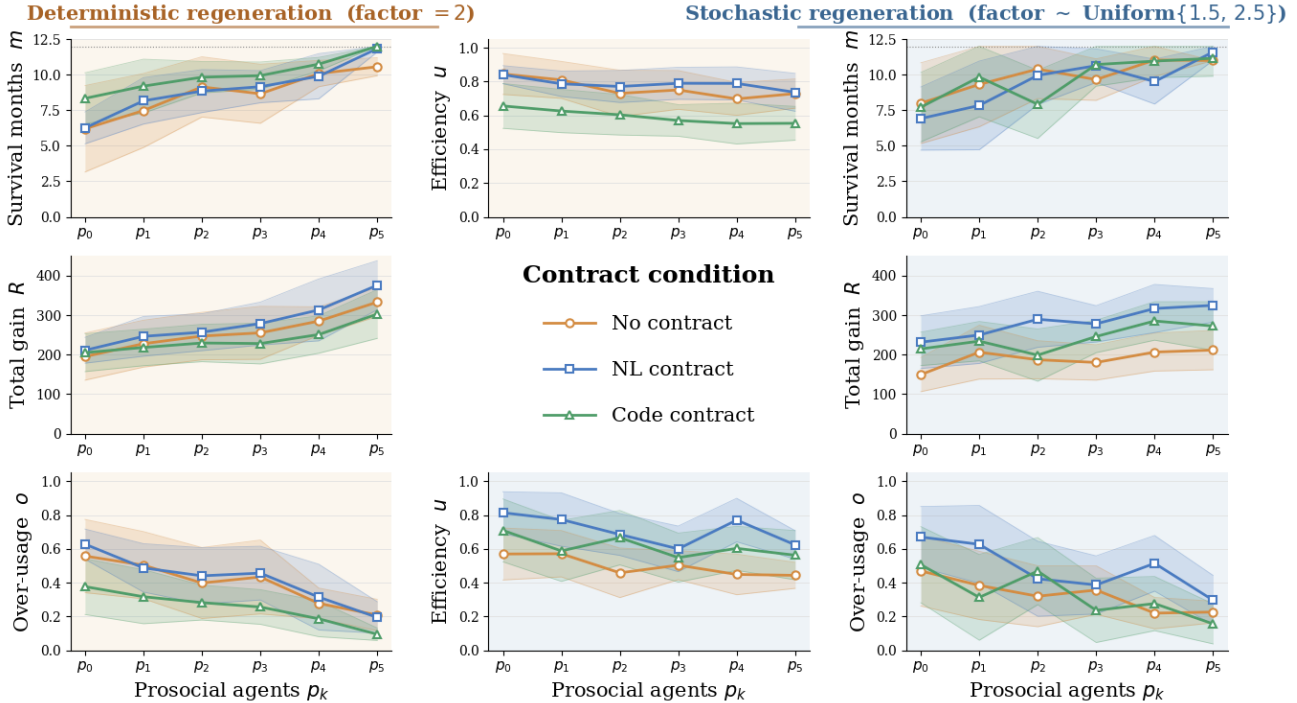 Deterministic regeneration (factor = 2)
Stochastic regeneration (factor ∼ Uniform{1.5, 2.5})
Survival months m
12.5
10.0
7.5
5.0
2.5
0.0
p0 p1 p2 p3 p4 p5
Efficiency u
1.0
0.8
0.6
0.4
0.2
0.0
p0 p1 p2 p3 p4 p5
Survival months m
12.5
10.0
7.5
5.0
2.5
0.0
p0 p1 p2 p3 p4 p5
Total gain R
400
300
200
100
0
p0 p1 p2 p3 p4 p5
Contract condition
No contract
NL contract
Code contract
Total gain R
400
300
200
100
0
p0 p1 p2 p3 p4 p5
Over-usage o
1.0
0.8
0.6
0.4
0.2
0.0
p0 p1 p2 p3 p4 p5
Prosocial agents pk
Efficiency u
1.0
0.8
0.6
0.4
0.2
0.0
p0 p1 p2 p3 p4 p5
Prosocial agents pk
Over-usage o
1.0
0.8
0.6
0.4
0.2
0.0
p0 p1 p2 p3 p4 p5
Prosocial agents pk